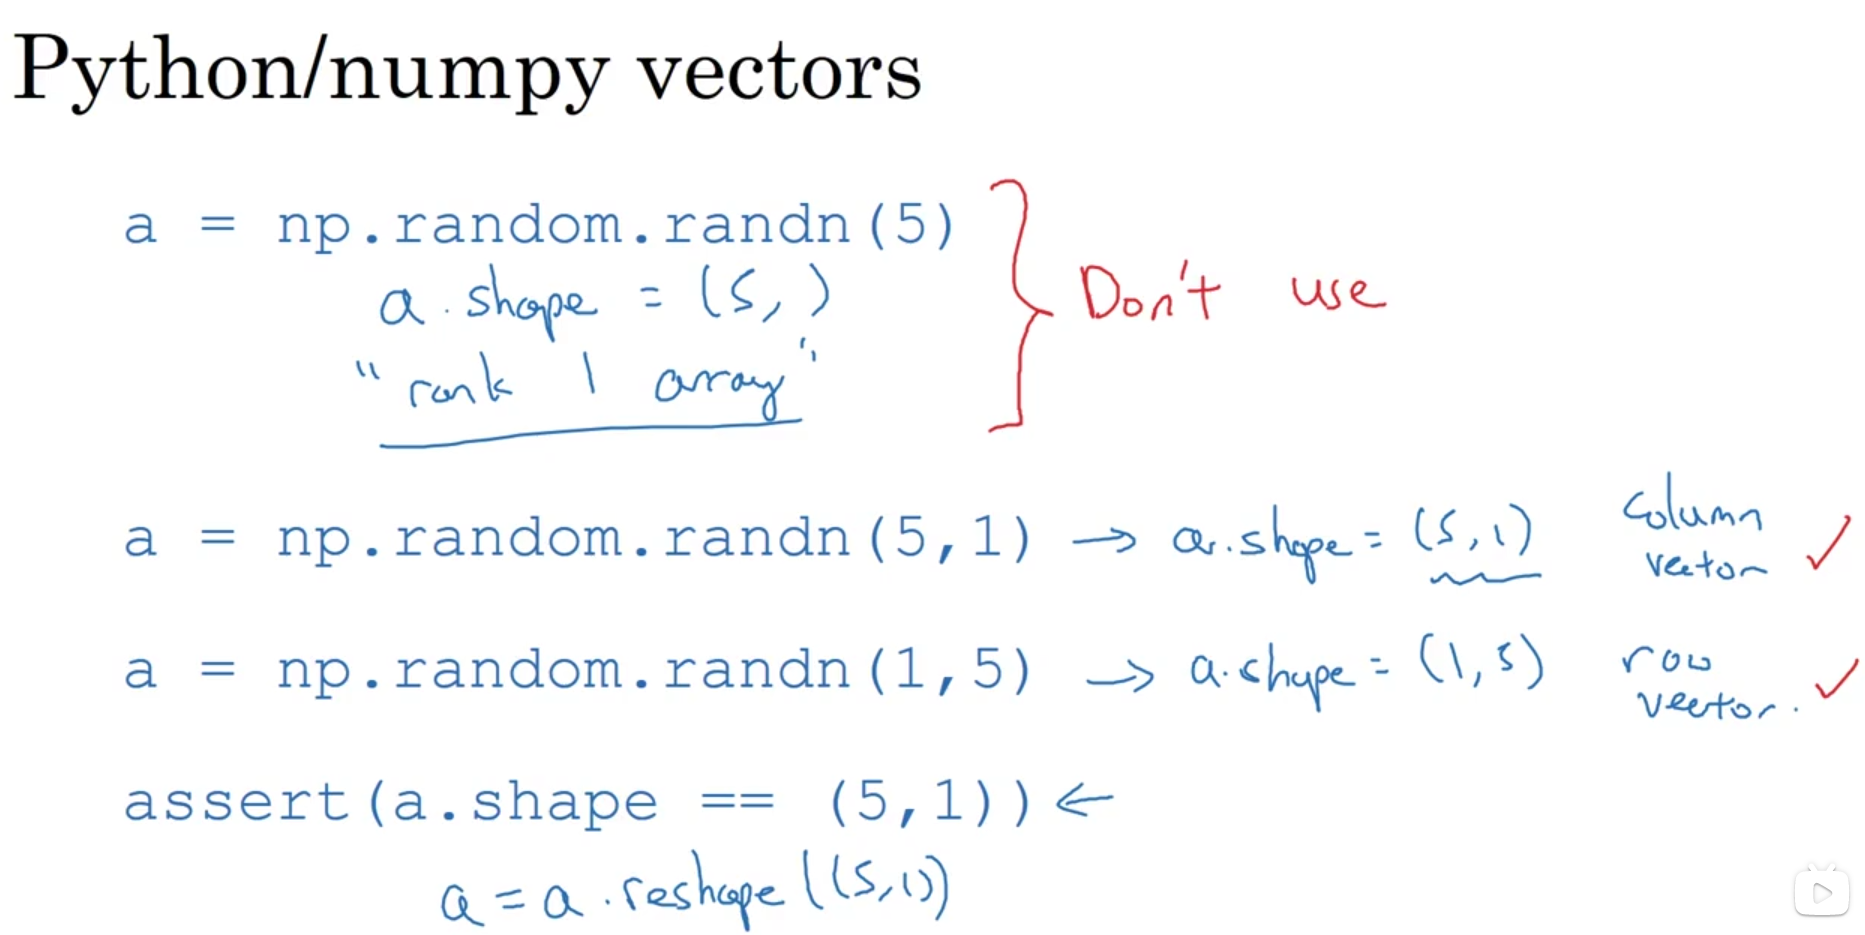 Python/numpy vectors
a = np.random.randn(5)
a.shape = (5, )
"rank 1 array"
Don't use
a = np.random.randn(5,1) → a.shape = (5,1) column vector ✓
a = np.random.randn(1,5) → a.shape = (1,5) row vector. ✓
assert(a.shape == (5,1)) ←
a = a.reshape((5,1))